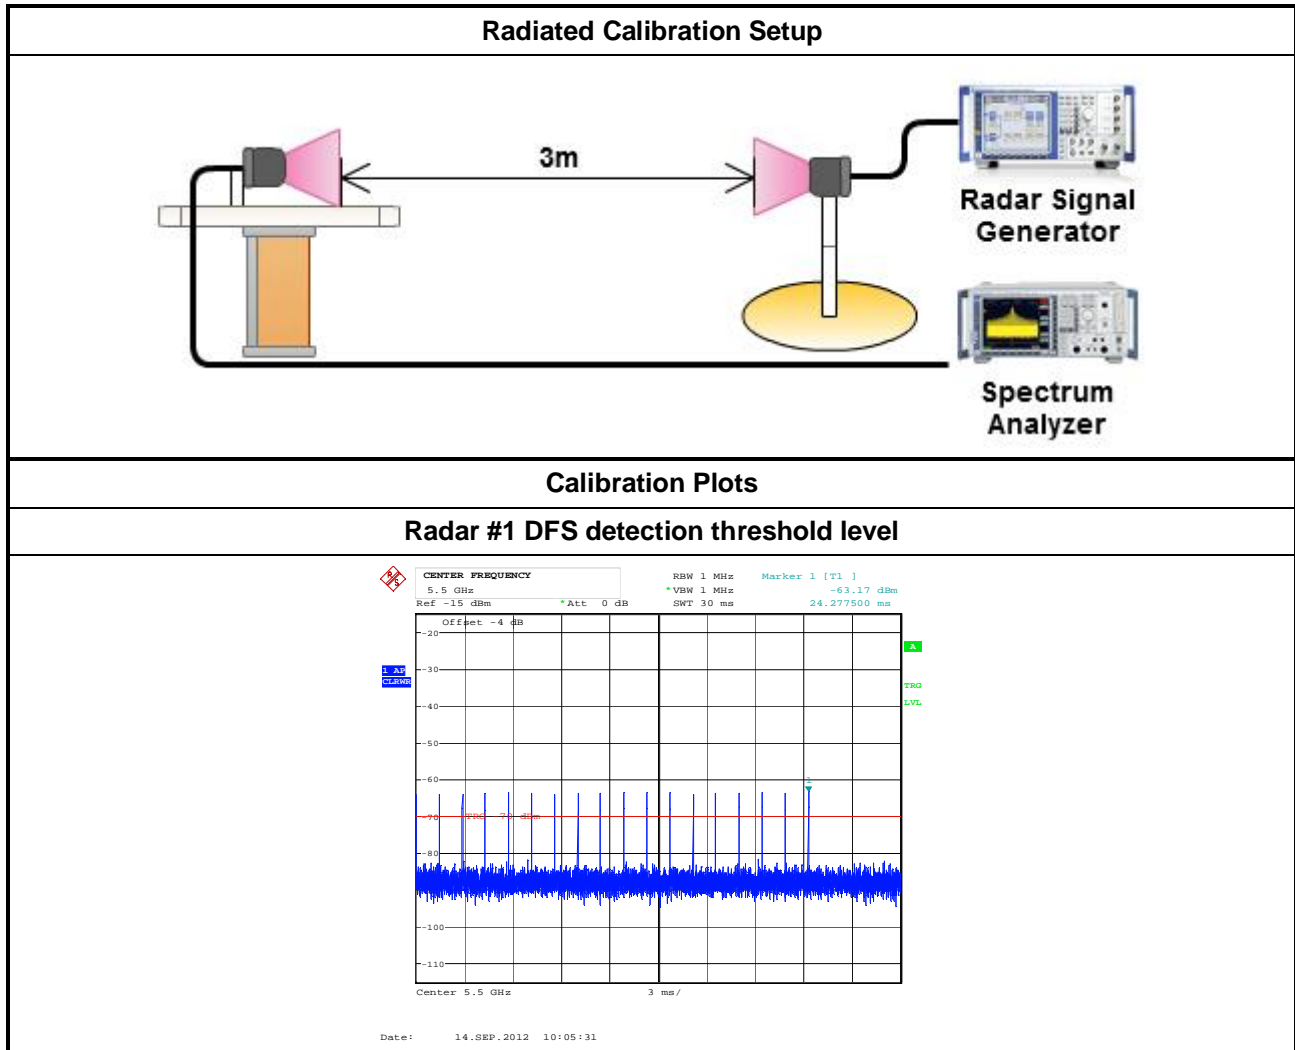 Radiated Calibration Setup
3m
Radar Signal
Generator
Spectrum
Analyzer
Calibration Plots
Radar #1 DFS detection threshold level
R/S
CENTER FREQUENCY
5.5 GHz
RBW 1 MHz
Marker 1 [T1 ]
*VBW 1 MHz
-63.17 dBm
Ref -15 dBm
*Att 0 dB
SWT 30 ms
24.277500 ms
Offset -4 dB
-20
A
1 AP
CLRWR
-30
TRG
LVL
-40
-50
-60
1
-70
TRG -70 dBm
-80
-100
-110
Center 5.5 GHz
3 ms/
Date: 14.SEP.2012 10:05:31